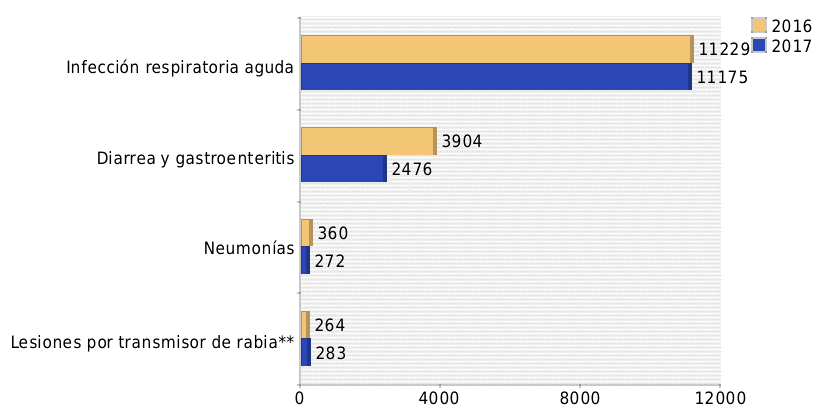 2016
2017
Infección respiratoria aguda
11229
11175
Diarrea y gastroenteritis
3904
2476
Neumonías
360
272
Lesiones por transmisor de rabia**
264
283
0 4000 8000 12000